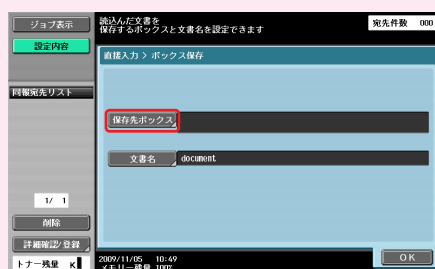 ジョブ表示
読込んだ文書を
保存するボックスと文書名を設定できます
宛先件数 000
設定内容
直接入力 > ボックス保存
同報宛先リスト
保存先ボックス
文書名 document
1/ 1
削除
詳細確認/登録
2009/11/05 10:49
メモリー残量 100%
トナー残量 K
OK